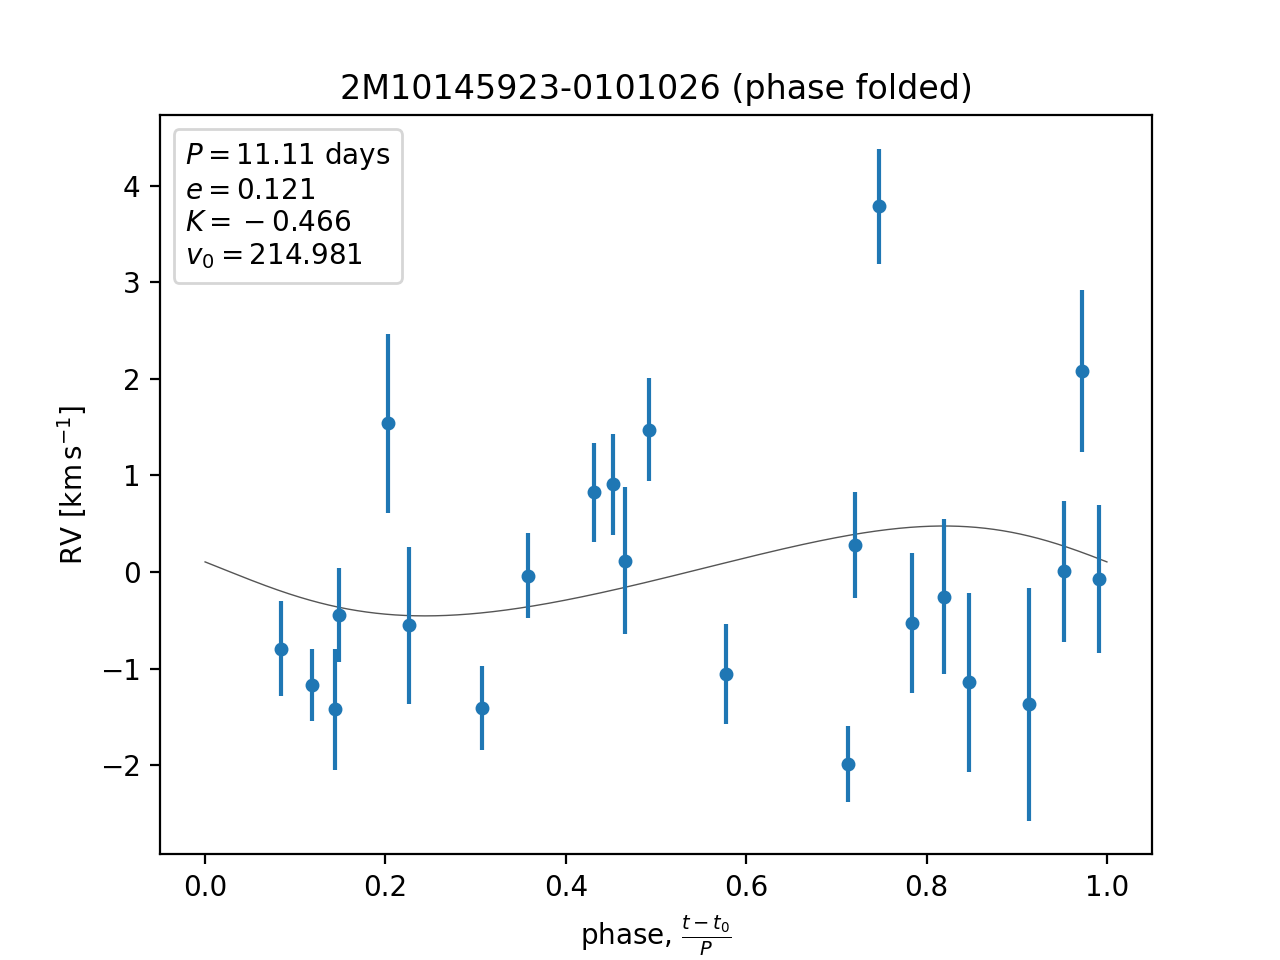 2M10145923-0101026 (phase folded)
P = 11.11 days
e = 0.121
K = −0.466
v₀ = 214.981
4
3
2
1
0
−1
−2
RV [km s⁻¹]
0.0 0.2 0.4 0.6 0.8 1.0
phase, (t − t₀)/P